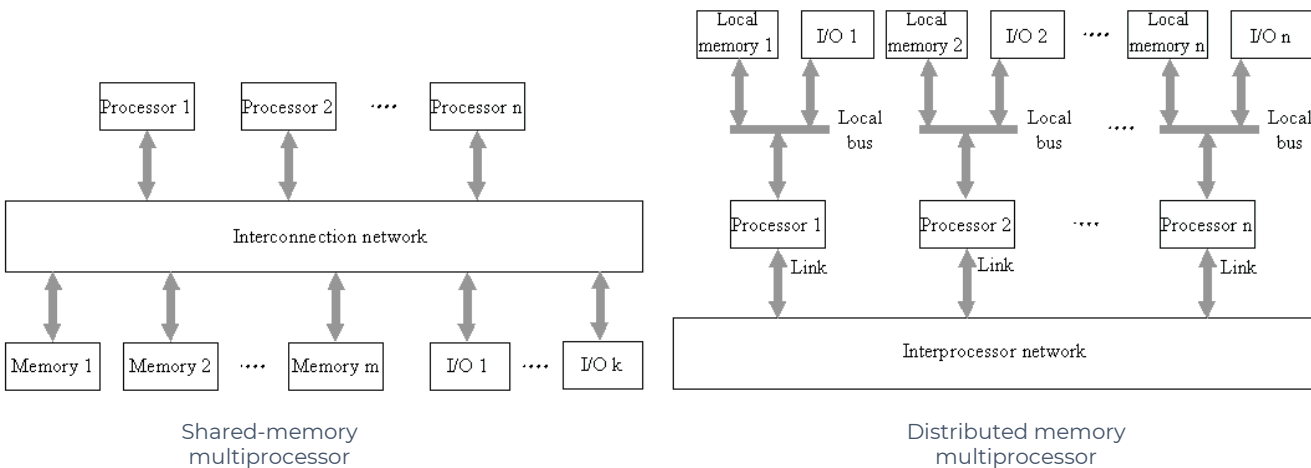 Processor 1
Processor 2
....
Processor n
Interconnection network
Memory 1
Memory 2
....
Memory m
I/O 1
....
I/O k
Shared-memory
multiprocessor
Local
memory 1
I/O 1
Local
memory 2
I/O 2
....
Local
memory n
I/O n
Local
bus
Local
bus
....
Local
bus
Processor 1
Processor 2
....
Processor n
Link
Link
Link
Interprocessor network
Distributed memory
multiprocessor